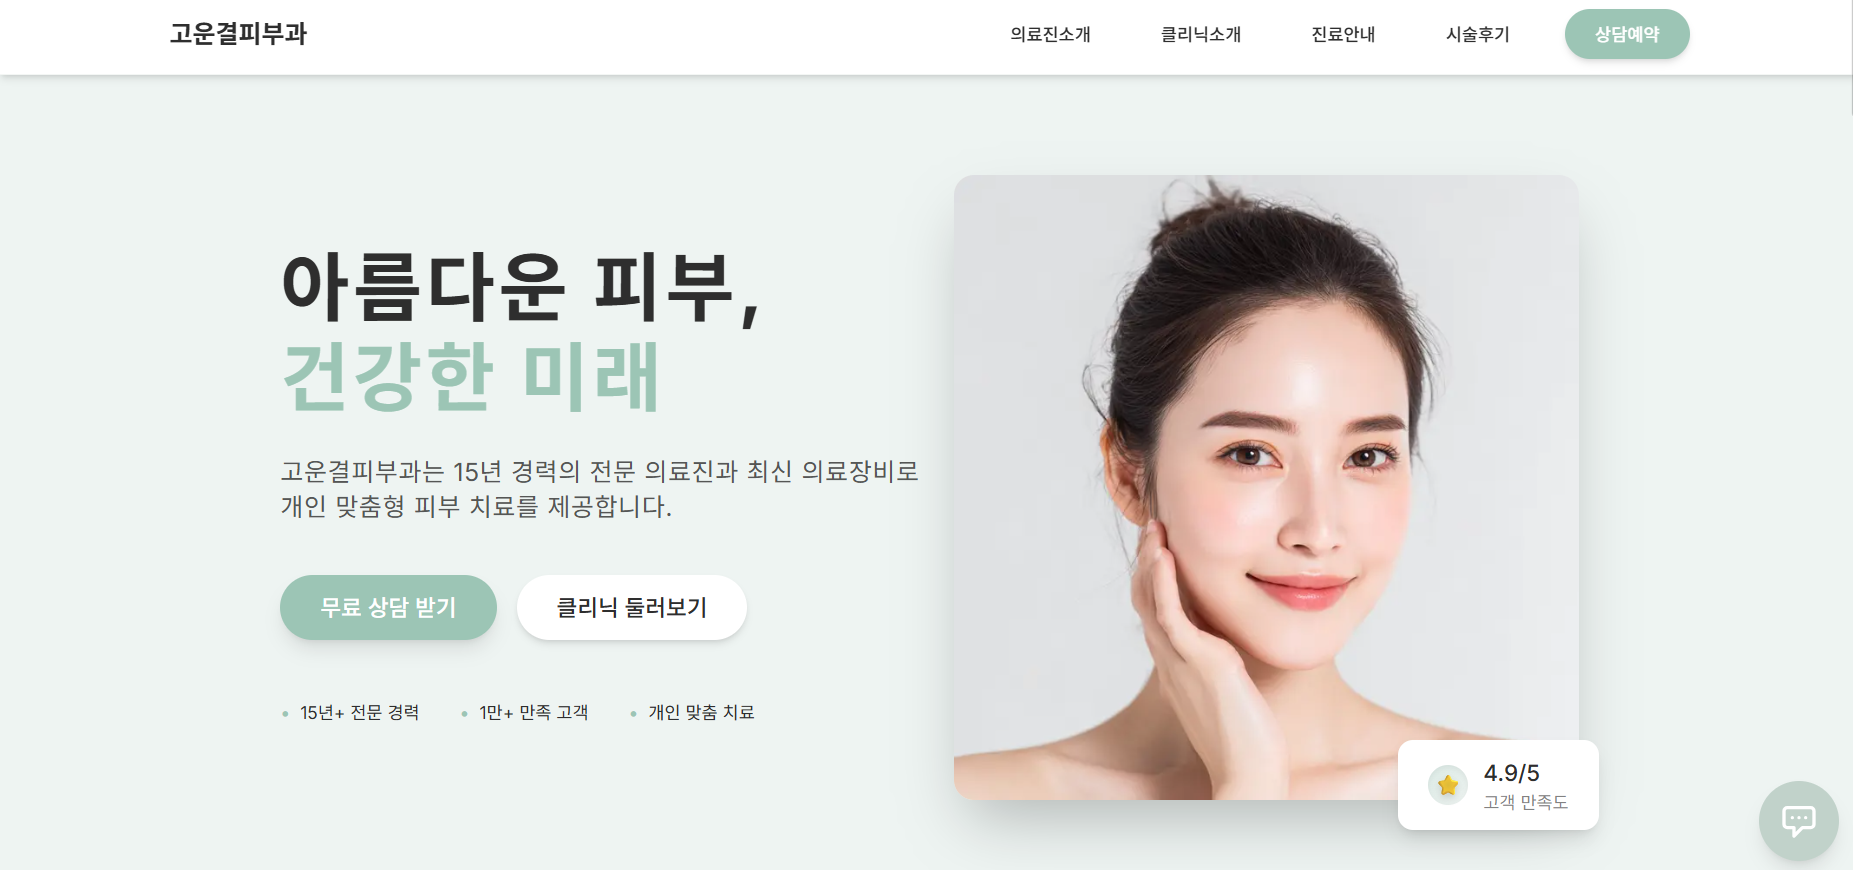 고운결피부과
의료진소개
클리닉소개
진료안내
시술후기
상담예약
아름다운 피부,
건강한 미래
고운결피부과는 15년 경력의 전문 의료진과 최신 의료장비로
개인 맞춤형 피부 치료를 제공합니다.
무료 상담 받기
클리닉 둘러보기
15년+ 전문 경력
1만+ 만족 고객
개인 맞춤 치료
4.9/5
고객 만족도